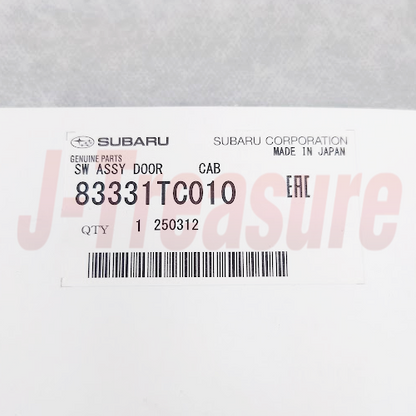 SUBARU SUBARU CORPORATION
MADE IN JAPAN
GENUINE PARTS
SW ASSY DOOR CAB
83331TC010 EAC
QTY 1 250312
J-Treasure